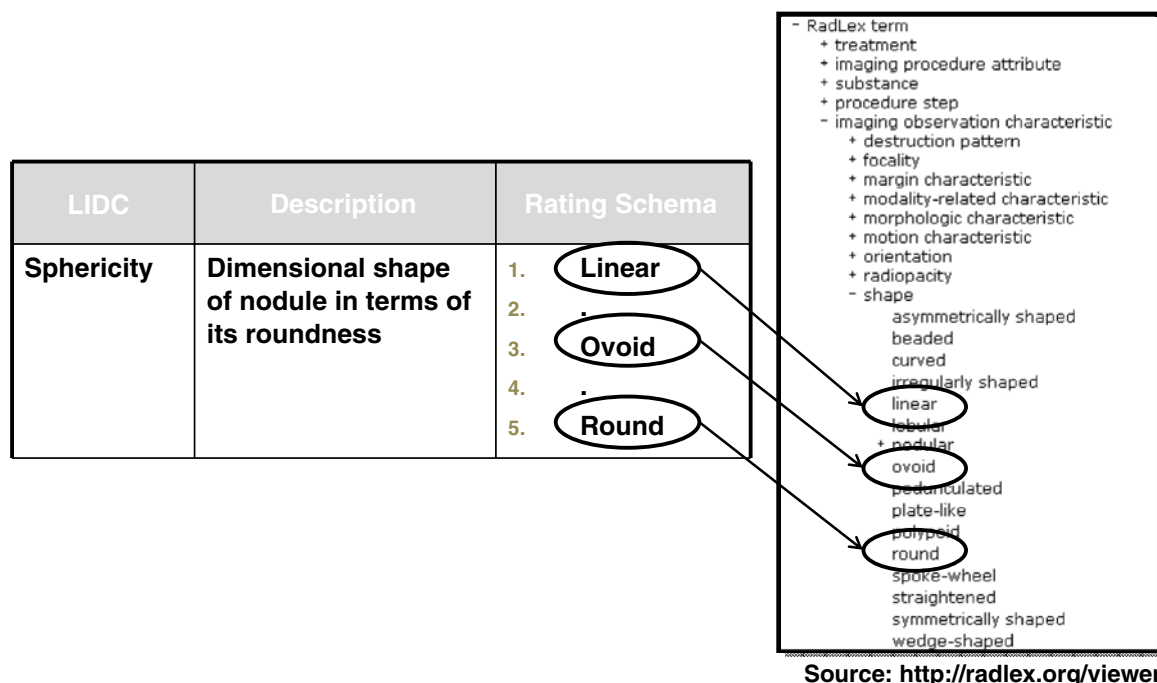 LIDC
Description
Rating Schema
Sphericity
Dimensional shape
of nodule in terms of
its roundness
1. Linear
2. .
3. Ovoid
4. .
5. Round
- RadLex term
+ treatment
+ imaging procedure attribute
+ substance
+ procedure step
- imaging observation characteristic
+ destruction pattern
+ focality
+ margin characteristic
+ modality-related characteristic
+ morphologic characteristic
+ motion characteristic
+ orientation
+ radiopacity
- shape
asymmetrically shaped
beaded
curved
irregularly shaped
linear
lobular
+ nodular
ovoid
pedunculated
plate-like
polypoid
round
spoke-wheel
straightened
symmetrically shaped
wedge-shaped
Source: http://radlex.org/viewer